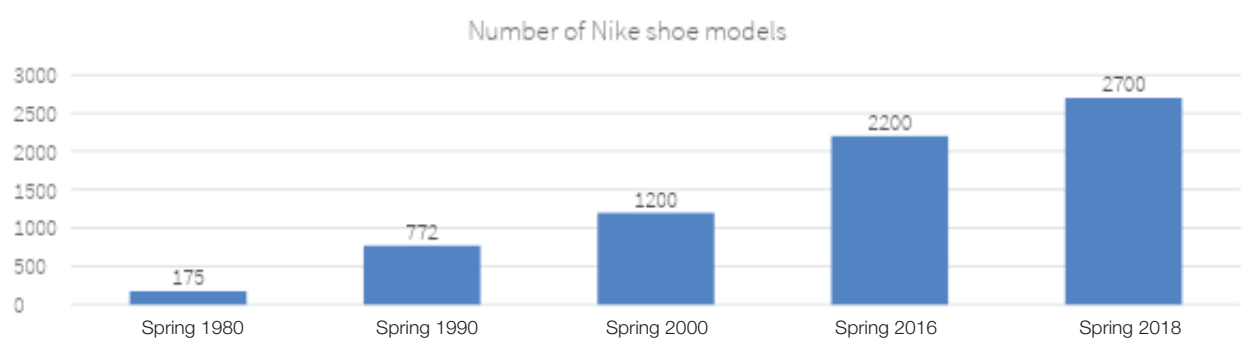 Number of Nike shoe models
3000
2500
2000
1500
1000
500
0
175
772
1200
2200
2700
Spring 1980
Spring 1990
Spring 2000
Spring 2016
Spring 2018